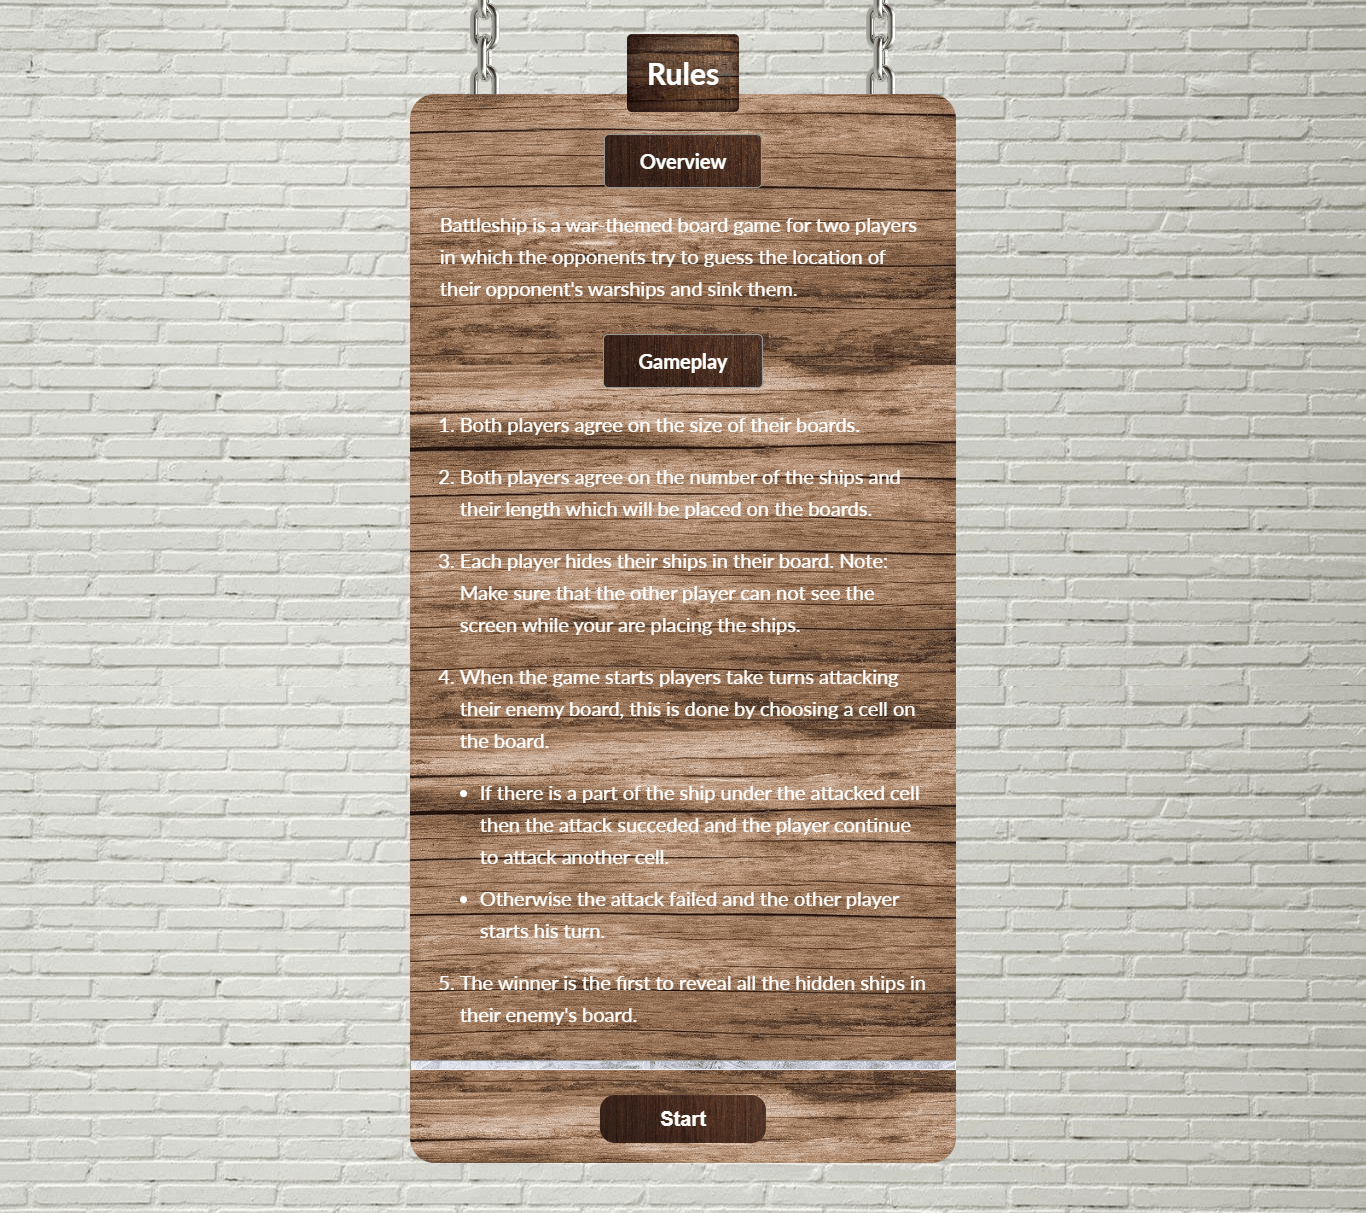 Rules
Overview
Battleship is a war-themed board game for two players
in which the opponents try to guess the location of
their opponent's warships and sink them.
Gameplay
1. Both players agree on the size of their boards.
2. Both players agree on the number of the ships and
their length which will be placed on the boards.
3. Each player hides their ships in their board. Note:
Make sure that the other player can not see the
screen while your are placing the ships.
4. When the game starts players take turns attacking
their enemy board, this is done by choosing a cell on
the board.
• If there is a part of the ship under the attacked cell
then the attack succeded and the player continue
to attack another cell.
• Otherwise the attack failed and the other player
starts his turn.
5. The winner is the first to reveal all the hidden ships in
their enemy's board.
Start